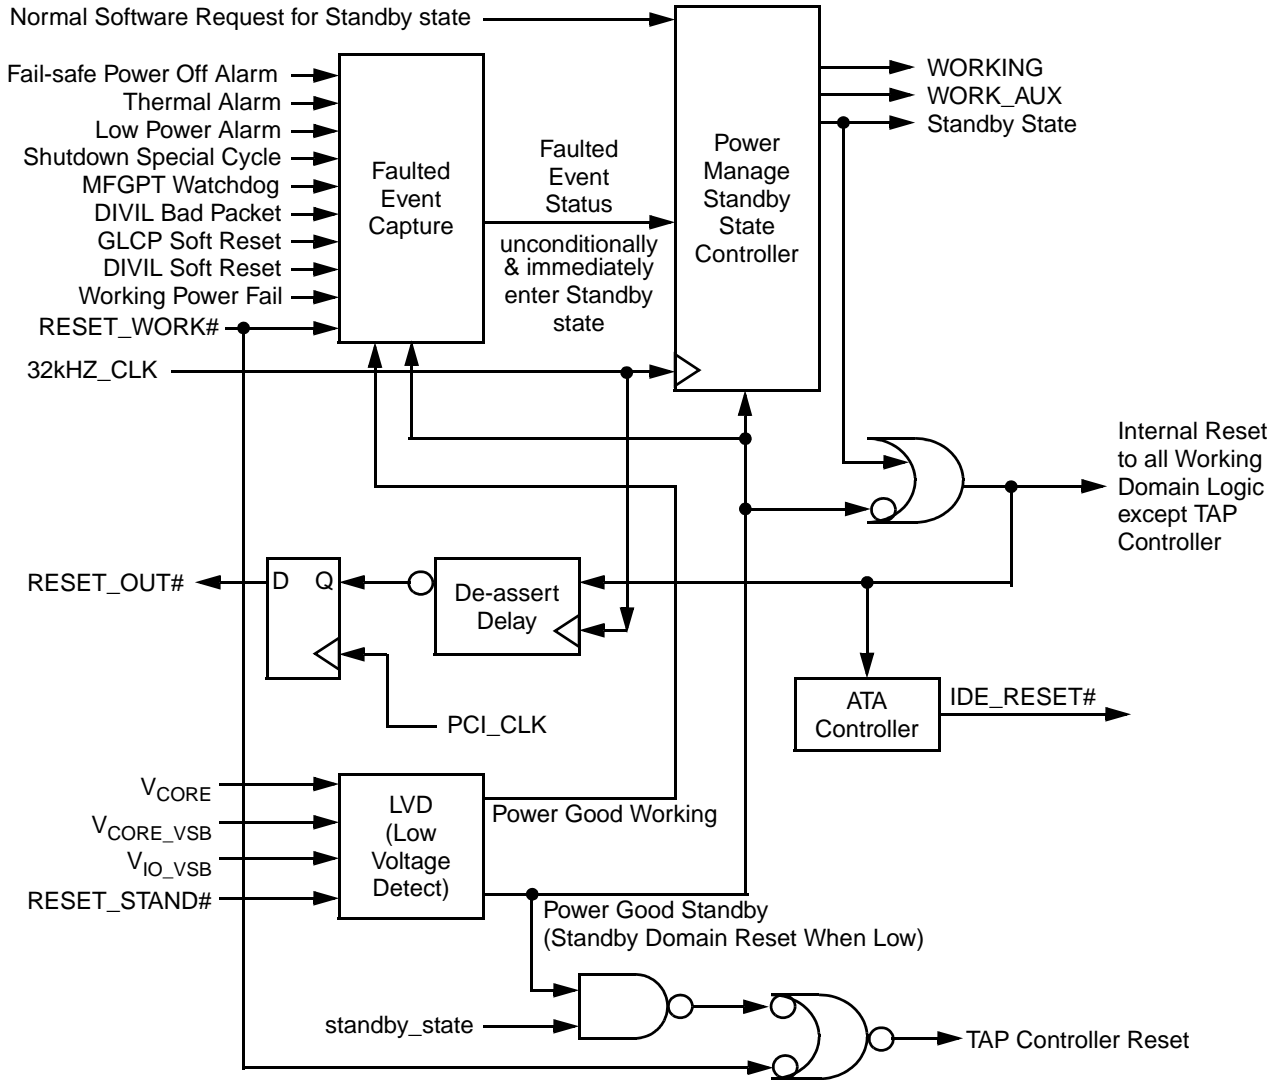 Normal Software Request for Standby state
Fail-safe Power Off Alarm
Thermal Alarm
Low Power Alarm
Shutdown Special Cycle
MFGPT Watchdog
DIVIL Bad Packet
GLCP Soft Reset
DIVIL Soft Reset
Working Power Fail
RESET_WORK#
32kHZ_CLK
Faulted
Event
Capture
Faulted
Event
Status
unconditionally
& immediately
enter Standby
state
Power
Manage
Standby
State
Controller
WORKING
WORK_AUX
Standby State
Internal Reset
to all Working
Domain Logic
except TAP
Controller
RESET_OUT#
D Q
De-assert
Delay
PCI_CLK
ATA
Controller
IDE_RESET#
VCORE
VCORE_VSB
VIO_VSB
RESET_STAND#
LVD
(Low
Voltage
Detect)
Power Good Working
Power Good Standby
(Standby Domain Reset When Low)
standby_state
TAP Controller Reset